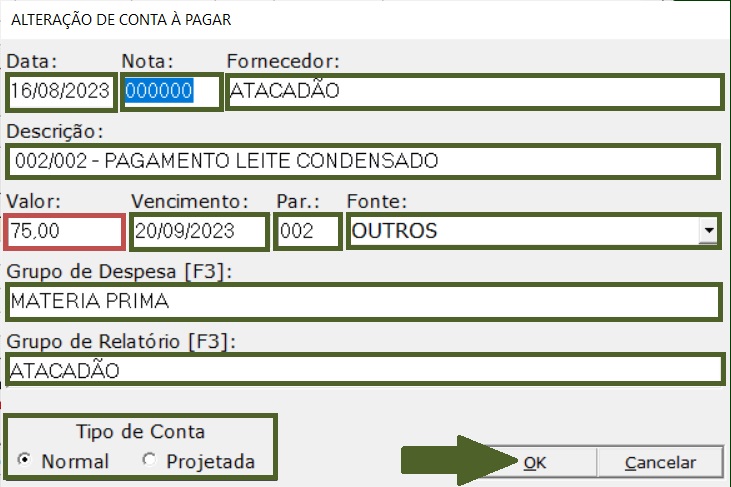 ALTERAÇÃO DE CONTA À PAGAR
Data: Nota: Fornecedor:
16/08/2023 000000 ATACADÃO
Descrição:
002/002 - PAGAMENTO LEITE CONDENSADO
Valor: Vencimento: Par.: Fonte:
75,00 20/09/2023 002 OUTROS
Grupo de Despesa [F3]:
MATERIA PRIMA
Grupo de Relatório [F3]:
ATACADÃO
Tipo de Conta
Normal Projetada
OK Cancelar